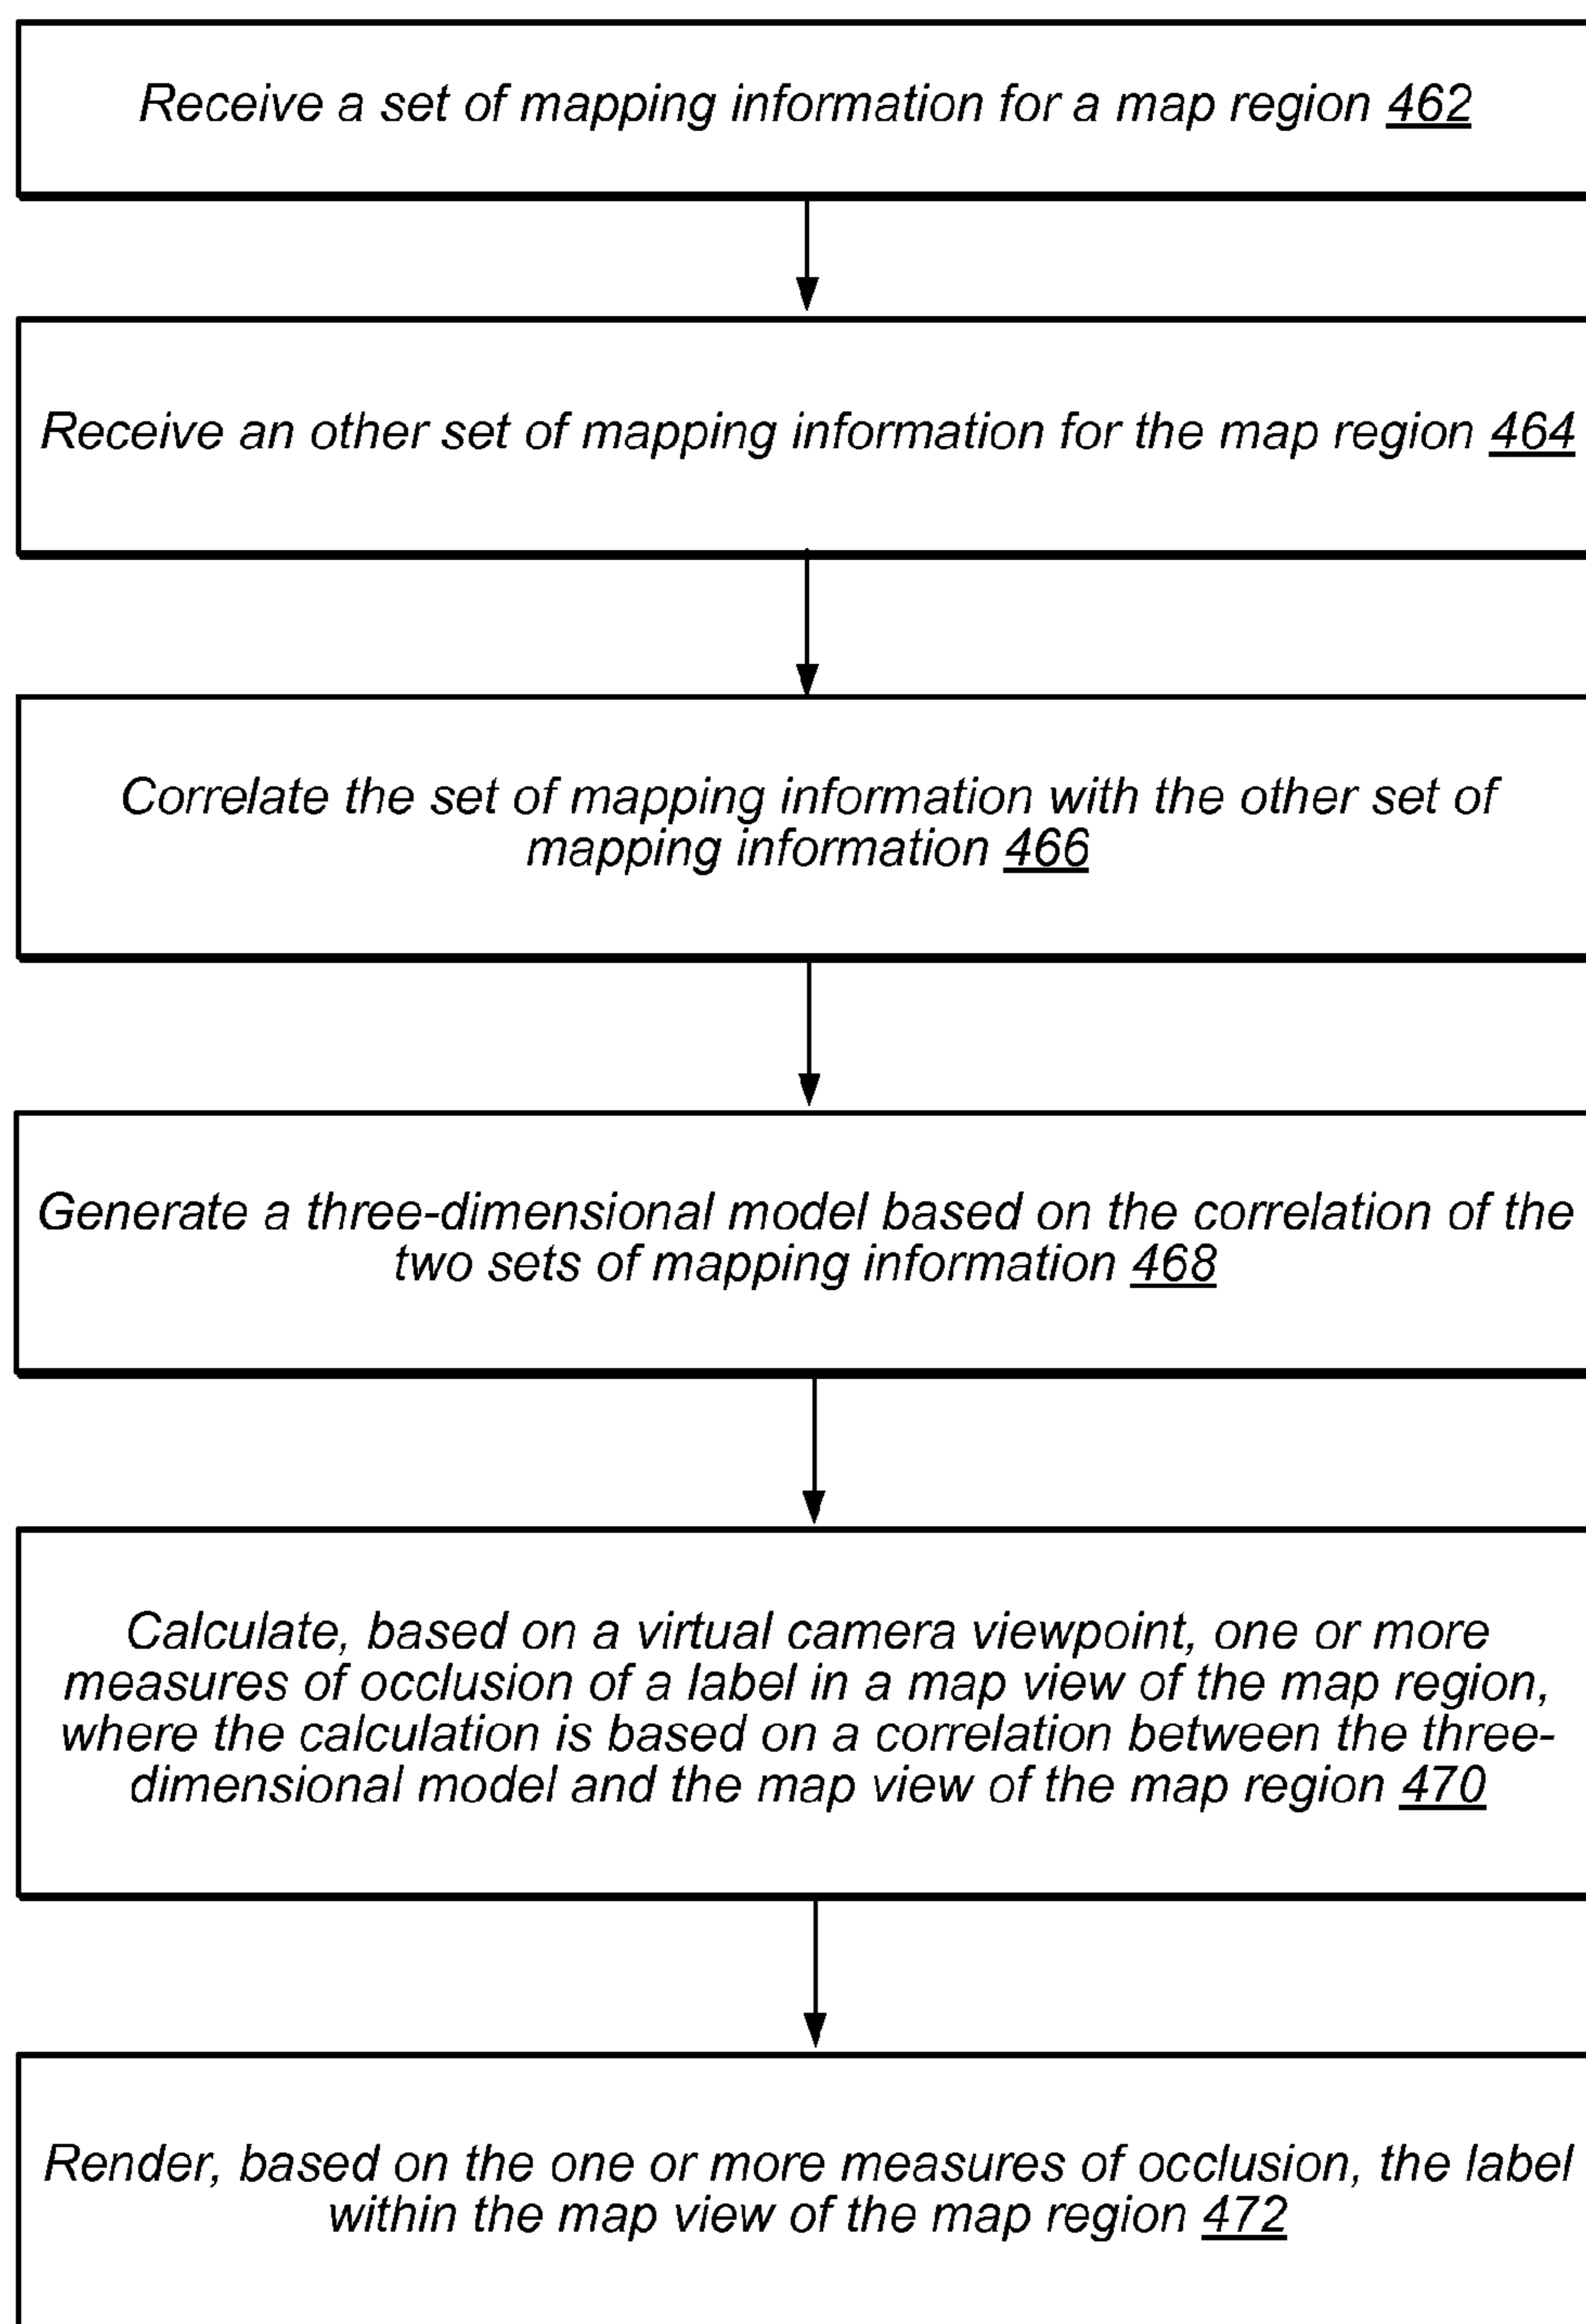 Receive a set of mapping information for a map region 462
Receive an other set of mapping information for the map region 464
Correlate the set of mapping information with the other set of
mapping information 466
Generate a three-dimensional model based on the correlation of the
two sets of mapping information 468
Calculate, based on a virtual camera viewpoint, one or more
measures of occlusion of a label in a map view of the map region,
where the calculation is based on a correlation between the three-
dimensional model and the map view of the map region 470
Render, based on the one or more measures of occlusion, the label
within the map view of the map region 472